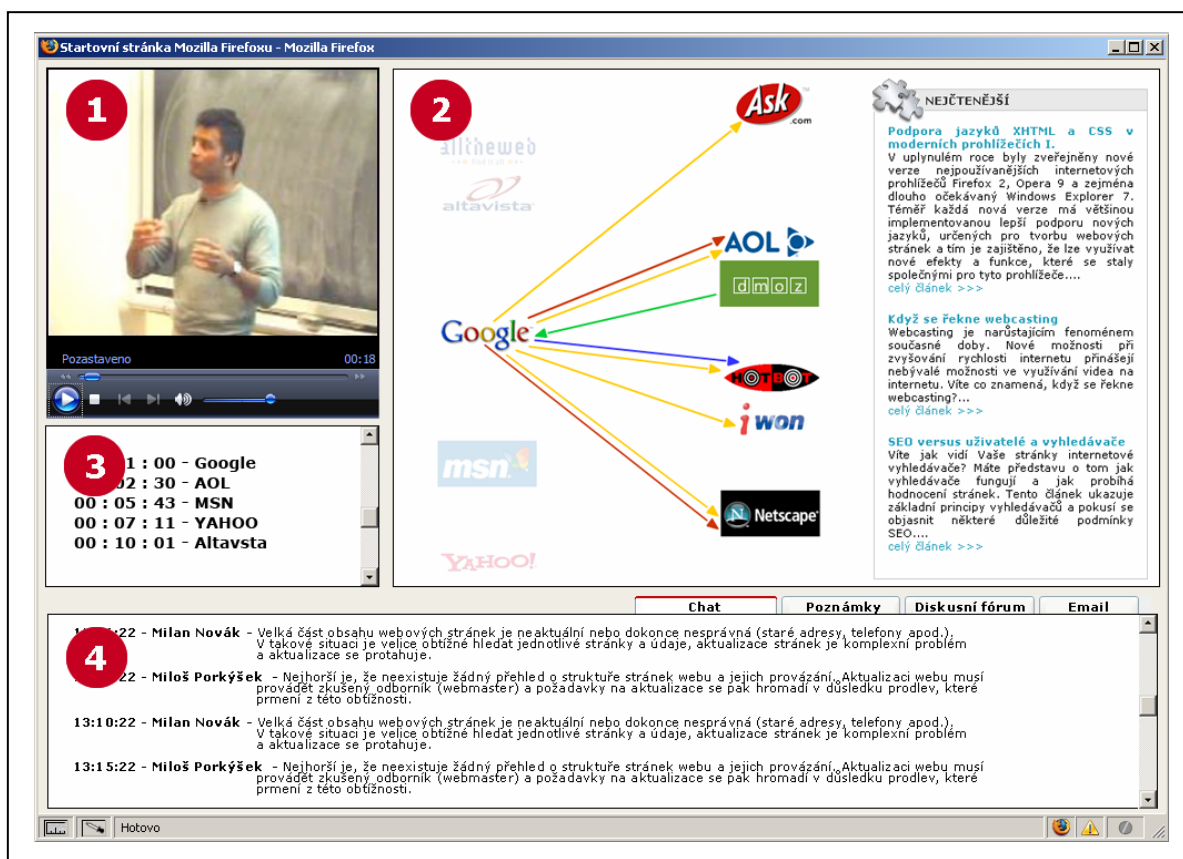 Startovní stránka Mozilla Firefoxu - Mozilla Firefox
1
Pozastaveno 00:18
3
1 : 00 - Google
02 : 30 - AOL
00 : 05 : 43 - MSN
00 : 07 : 11 - YAHOO
00 : 10 : 01 - Altavsta
2
alltheweb
find it all
altavista
Google
msn
YAHOO!
Ask
.com
AOL
dmoz
HOTBOT
i won
Netscape
NEJČTENĚJŠÍ
Podpora jazyků XHTML a CSS v
moderních prohlížečích I.
V uplynulém roce byly zveřejněny nové
verze nejpoužívanějších internetových
prohlížečů Firefox 2, Opera 9 a zejména
dlouho očekávaný Windows Explorer 7.
Téměř každá nová verze má většinou
implementovanou lepší podporu nových
jazyků, určených pro tvorbu webových
stránek a tím je zajištěno, že lze využívat
nové efekty a funkce, které se staly
společnými pro tyto prohlížeče....
celý článek >>>
Když se řekne webcasting
Webcasting je narůstajícím fenoménem
současné doby. Nové možnosti při
zvyšování rychlosti internetu přinášejí
nebývalé možnosti ve využívání videa na
internetu. Víte co znamená, když se řekne
webcasting?...
celý článek >>>
SEO versus uživatelé a vyhledávače
Víte jak vidí Vaše stránky internetové
vyhledávače? Máte představu o tom jak
vyhledávače fungují a jak probíhá
hodnocení stránek. Tento článek ukazuje
základní principy vyhledávačů a pokusí se
objasnit některé důležité podmínky
SEO....
celý článek >>>
Chat Poznámky Diskusní fórum Email
4
:22 - Milan Novák - Velká část obsahu webových stránek je neaktuální nebo dokonce nesprávná (staré adresy, telefony apod.).
V takové situaci je velice obtížné hledat jednotlivé stránky a údaje, aktualizace stránek je komplexní problém
a aktualizace se protahuje.
:22 - Miloš Porkýšek - Nejhorší je, že neexistuje žádný přehled o struktuře stránek webu a jejich provázání. Aktualizaci webu musí
provádět zkušený odborník (webmaster) a požadavky na aktualizace se pak hromadí v důsledku prodlev, které
prmení z této obtížnosti.
13:10:22 - Milan Novák - Velká část obsahu webových stránek je neaktuální nebo dokonce nesprávná (staré adresy, telefony apod.).
V takové situaci je velice obtížné hledat jednotlivé stránky a údaje, aktualizace stránek je komplexní problém
a aktualizace se protahuje.
13:15:22 - Miloš Porkýšek - Nejhorší je, že neexistuje žádný přehled o struktuře stránek webu a jejich provázání. Aktualizaci webu musí
provádět zkušený odborník (webmaster) a požadavky na aktualizace se pak hromadí v důsledku prodlev, které
prmení z této obtížnosti.
Hotovo